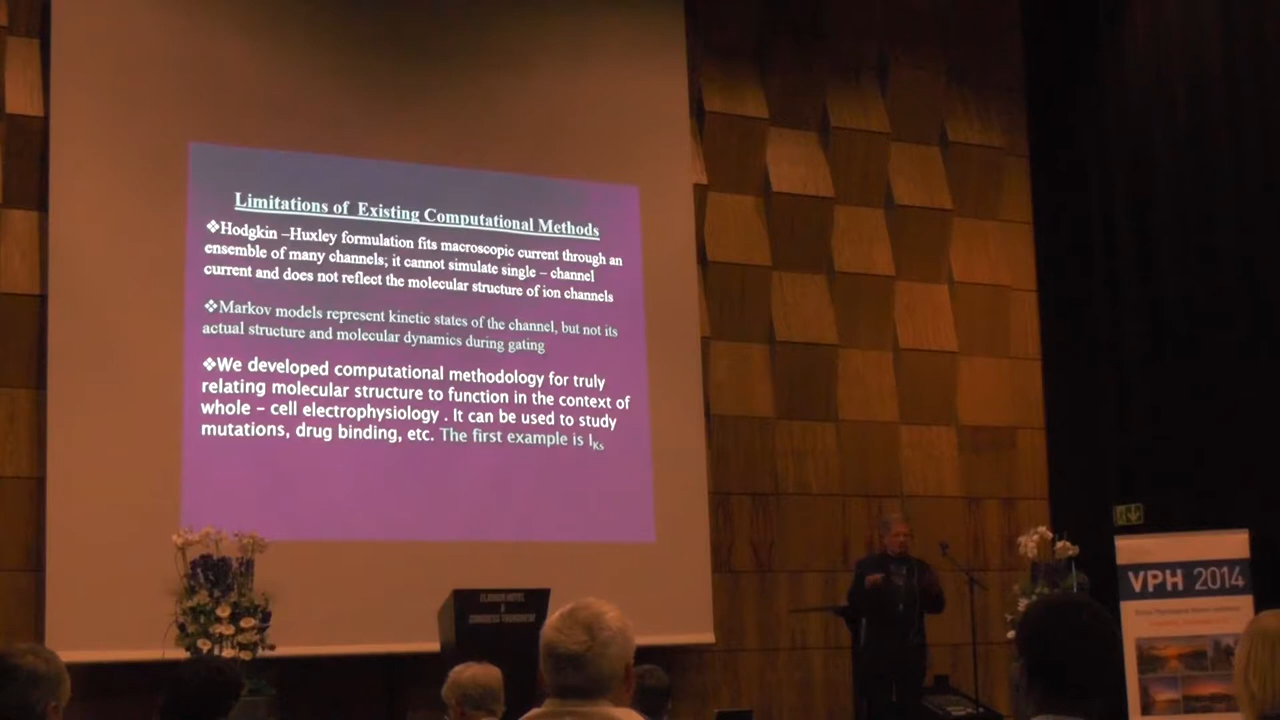 Limitations of Existing Computational Methods
❖Hodgkin –Huxley formulation fits macroscopic current through an
ensemble of many channels; it cannot simulate single – channel
current and does not reflect the molecular structure of ion channels
❖Markov models represent kinetic states of the channel, but not its
actual structure and molecular dynamics during gating
❖We developed computational methodology for truly
relating molecular structure to function in the context of
whole – cell electrophysiology . It can be used to study
mutations, drug binding, etc. The first example is IKs
CLARION HOTEL
&
CONGRESS TRONDHEIM
VPH 2014